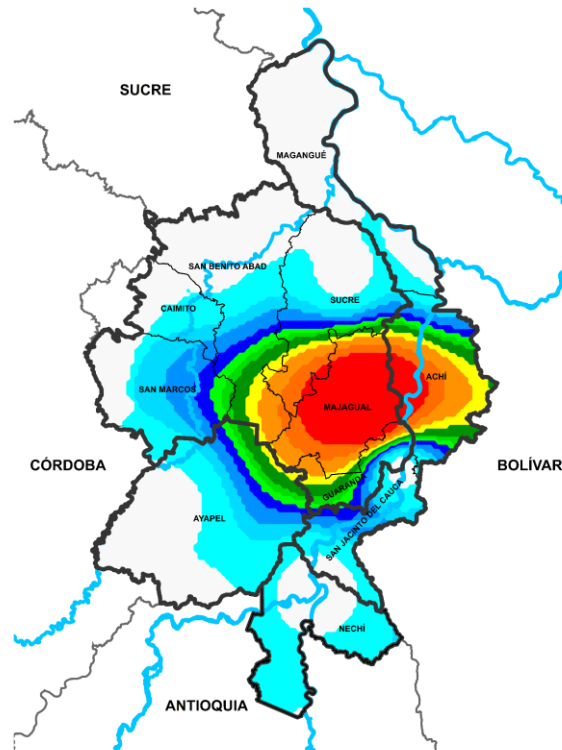 SUCRE
MAGANGUÉ
SAN BENITO ABAD
CAIMITO
SUCRE
SAN MARCOS
ACHÍ
MAJAGUAL
CÓRDOBA
BOLÍVAR
GUARANDA
AYAPEL
SAN JACINTO DEL CAUCA
NECHÍ
ANTIOQUIA